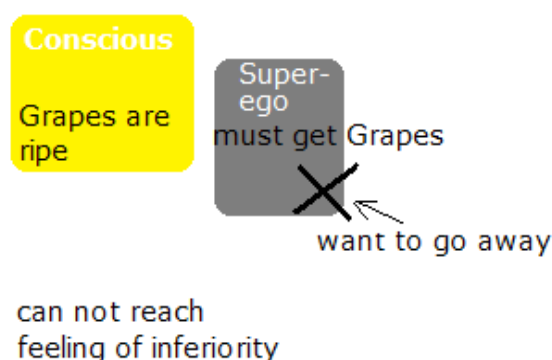 Conscious
Grapes are
ripe
Super-
ego
must get Grapes
want to go away
can not reach
feeling of inferiority